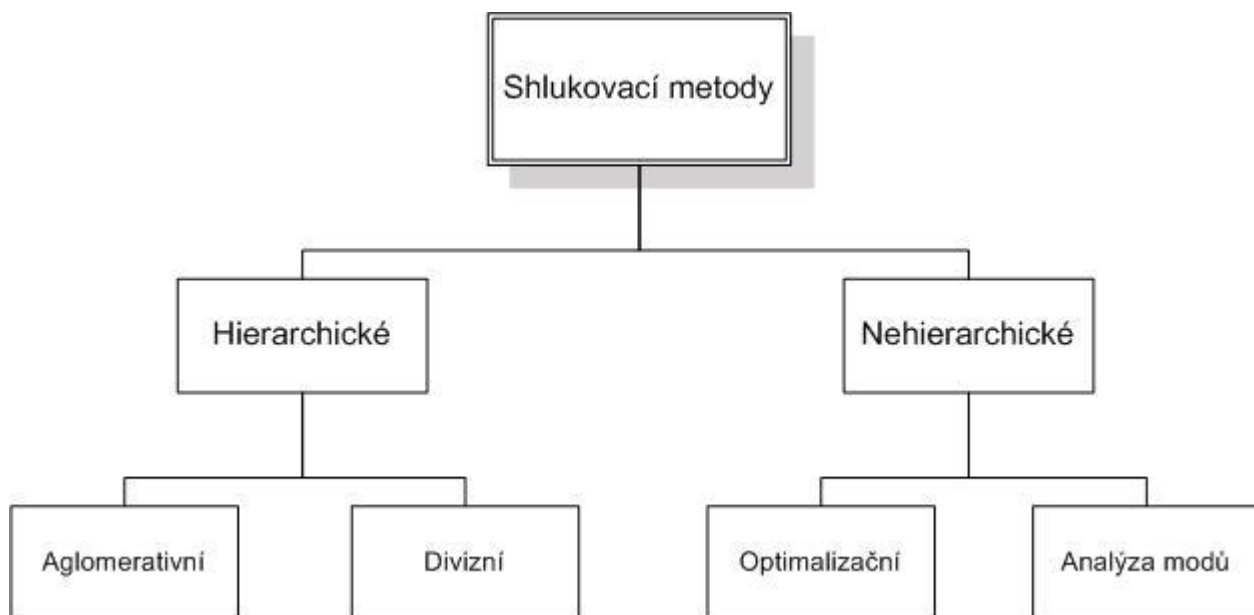 Shlukovací metody
Hierarchické
Nehierarchické
Aglomerativní
Divizní
Optimalizační
Analýza modů